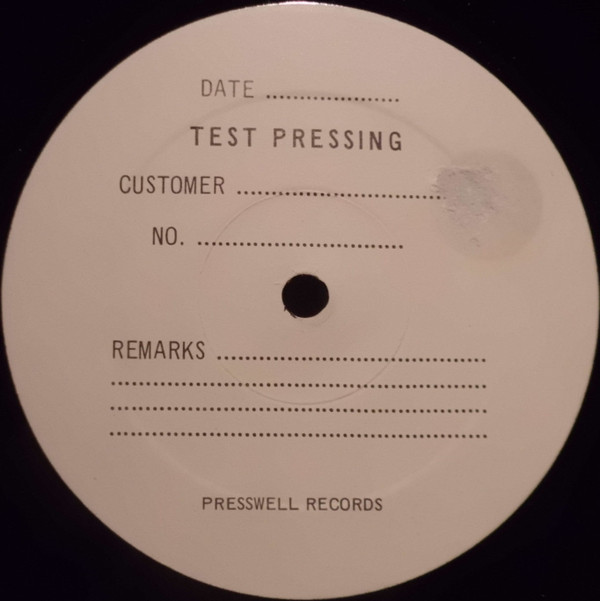 DATE ....................
TEST PRESSING
CUSTOMER ...............................
NO. ...............................
REMARKS ........................................
........................................................
........................................................
........................................................
PRESSWELL RECORDS